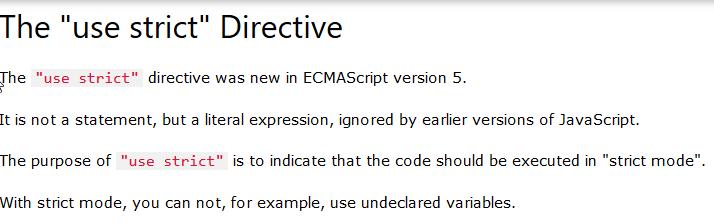 The "use strict" Directive
The "use strict" directive was new in ECMAScript version 5.
It is not a statement, but a literal expression, ignored by earlier versions of JavaScript.
The purpose of "use strict" is to indicate that the code should be executed in "strict mode".
With strict mode, you can not, for example, use undeclared variables.